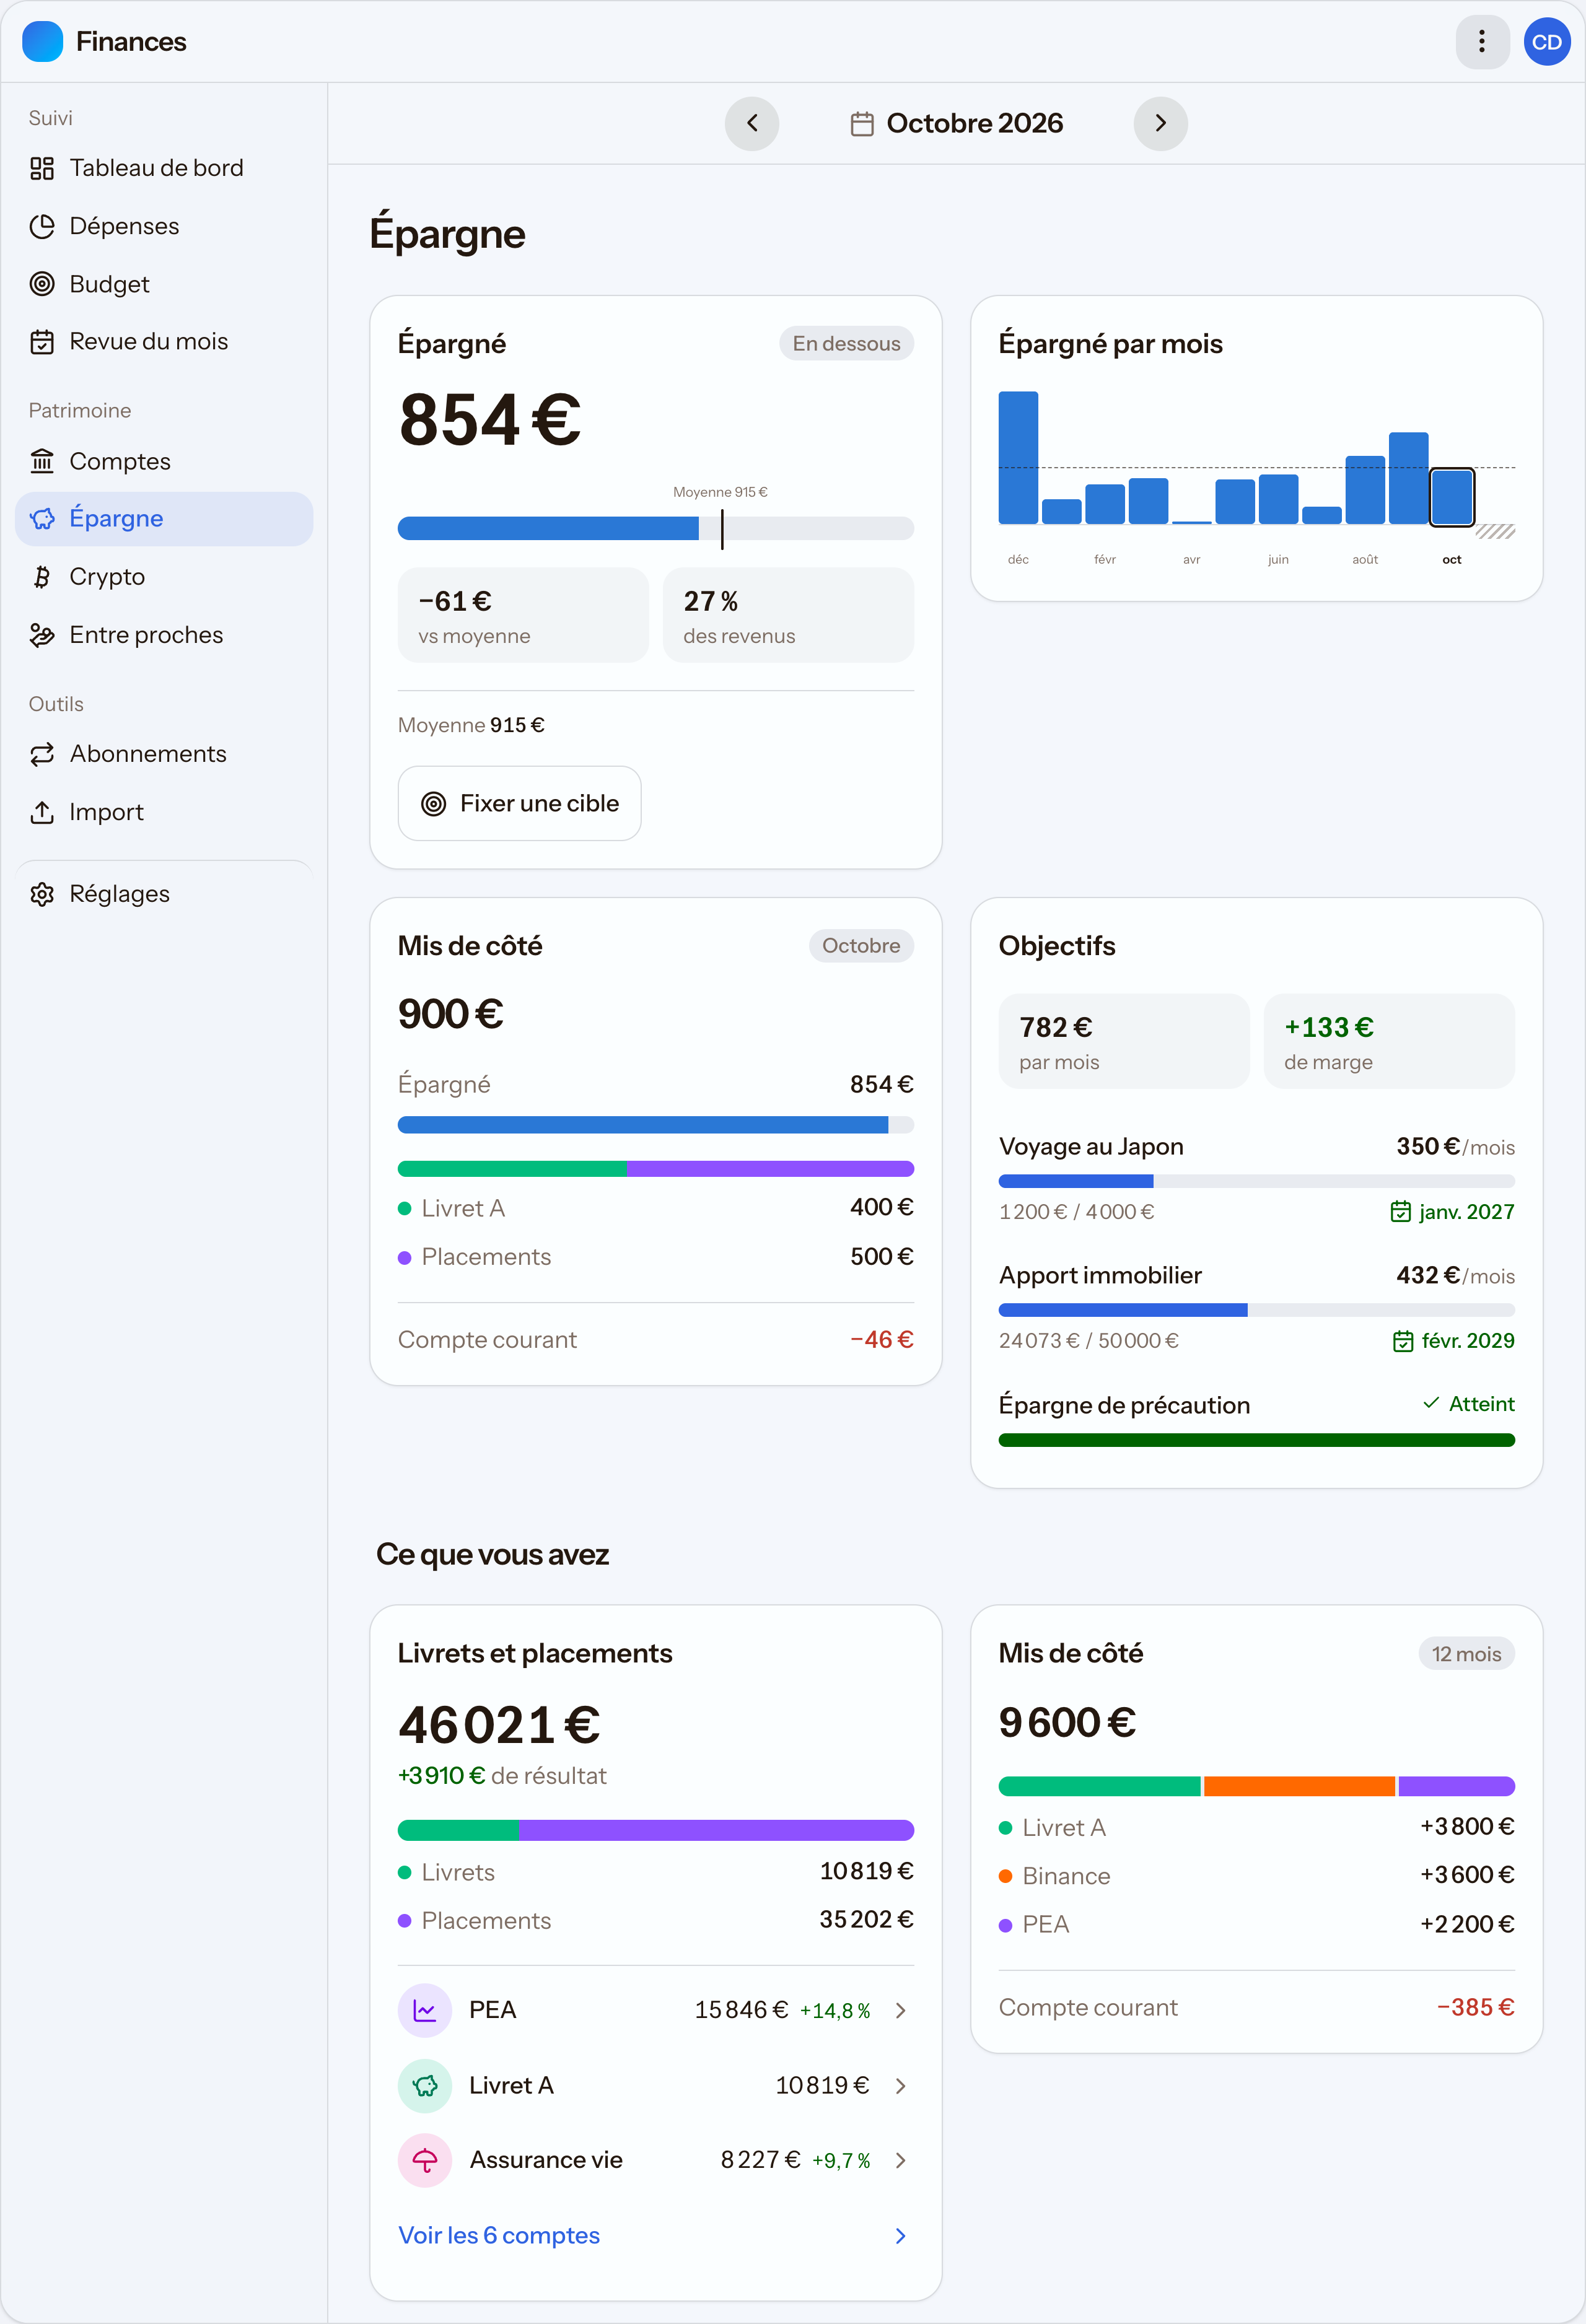 Finances
CD
Suivi
Tableau de bord
Dépenses
Budget
Revue du mois
Patrimoine
Comptes
Épargne
Crypto
Entre proches
Outils
Abonnements
Import
Réglages
Octobre 2026
Épargne
Épargné
En dessous
854 €
Moyenne 915 €
−61 €
vs moyenne
27 %
des revenus
Moyenne 915 €
Fixer une cible
Épargné par mois
déc févr avr juin août oct
Mis de côté
Octobre
900 €
Épargné 854 €
Livret A 400 €
Placements 500 €
Compte courant −46 €
Objectifs
782 €
par mois
+133 €
de marge
Voyage au Japon 350 €/mois
1 200 € / 4 000 € janv. 2027
Apport immobilier 432 €/mois
24 073 € / 50 000 € févr. 2029
Épargne de précaution Atteint
Ce que vous avez
Livrets et placements
46 021 €
+3 910 € de résultat
Livrets 10 819 €
Placements 35 202 €
PEA 15 846 € +14,8 %
Livret A 10 819 €
Assurance vie 8 227 € +9,7 %
Voir les 6 comptes
Mis de côté
12 mois
9 600 €
Livret A +3 800 €
Binance +3 600 €
PEA +2 200 €
Compte courant −385 €